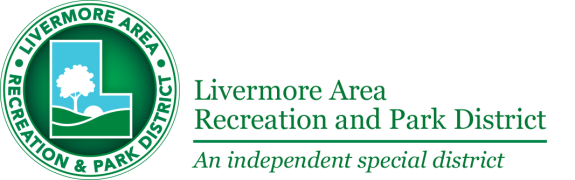 LIVERMORE AREA
RECREATION & PARK DISTRICT
Livermore Area
Recreation and Park District
An independent special district